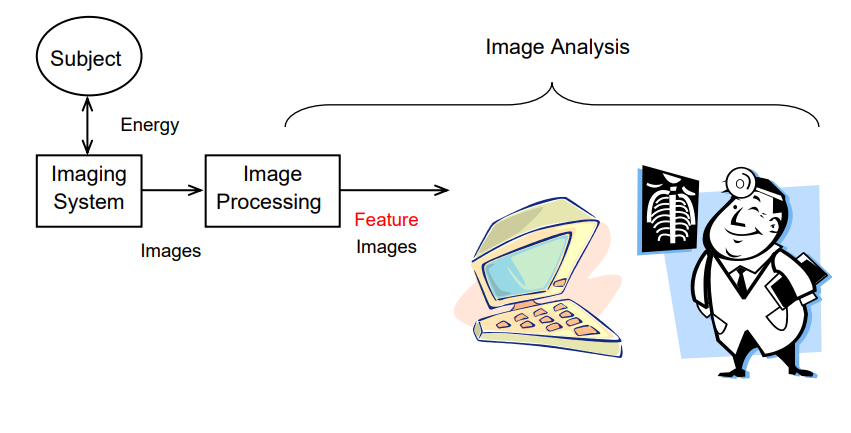 Image Analysis
Subject
Energy
Imaging
System
Image
Processing
Images
Feature
Images